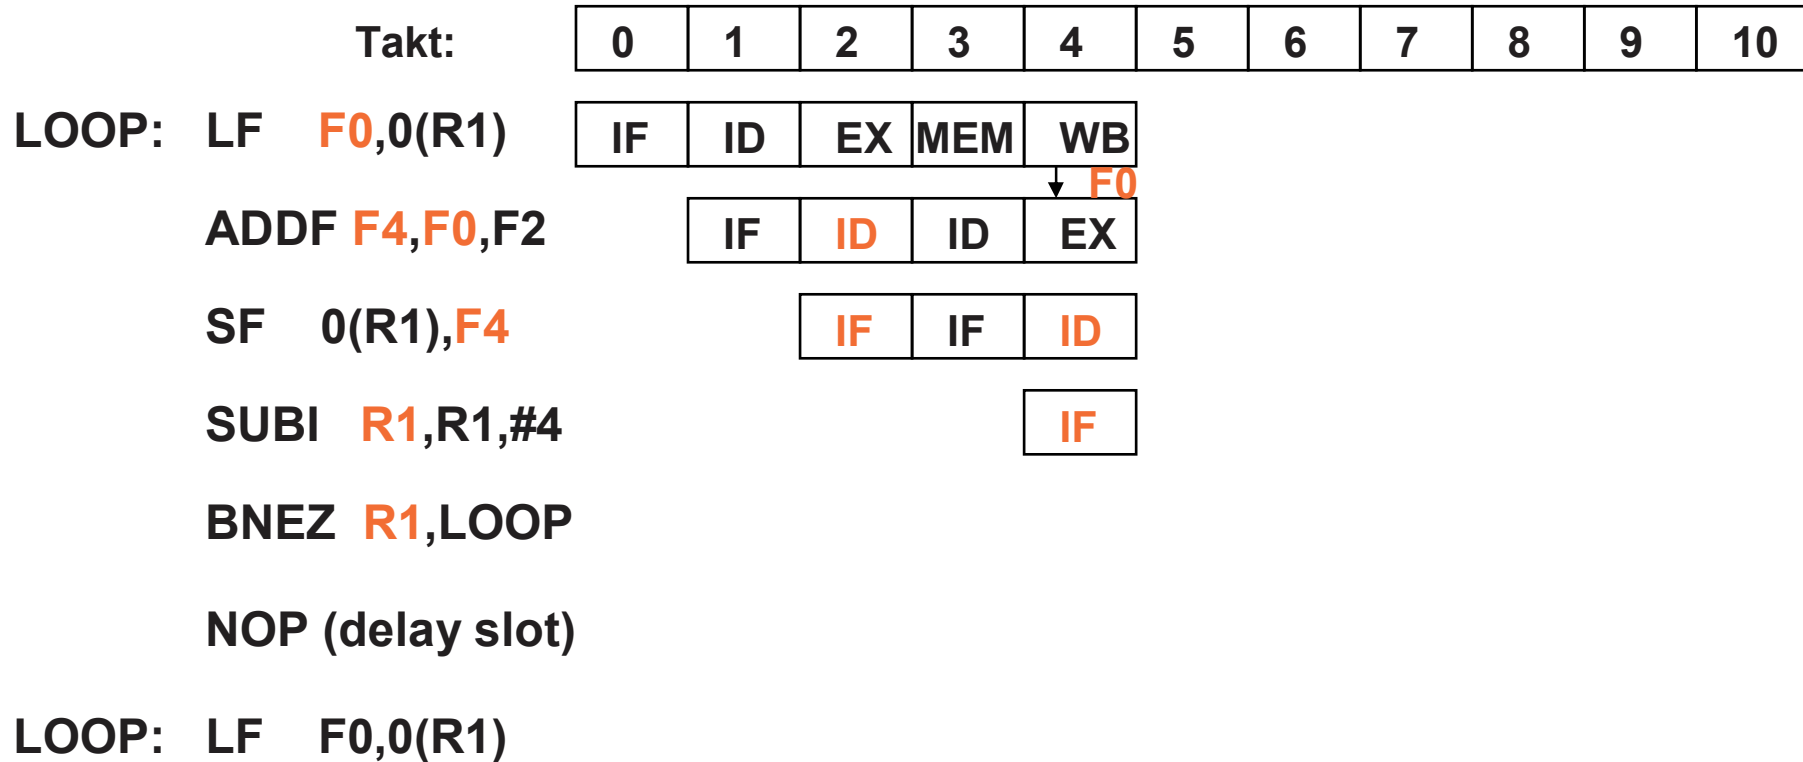 Takt: 0 1 2 3 4 5 6 7 8 9 10
LOOP: LF F0,0(R1) IF ID EX MEM WB
F0
ADDF F4,F0,F2 IF ID ID EX
SF 0(R1),F4 IF IF ID
SUBI R1,R1,#4 IF
BNEZ R1,LOOP
NOP (delay slot)
LOOP: LF F0,0(R1)